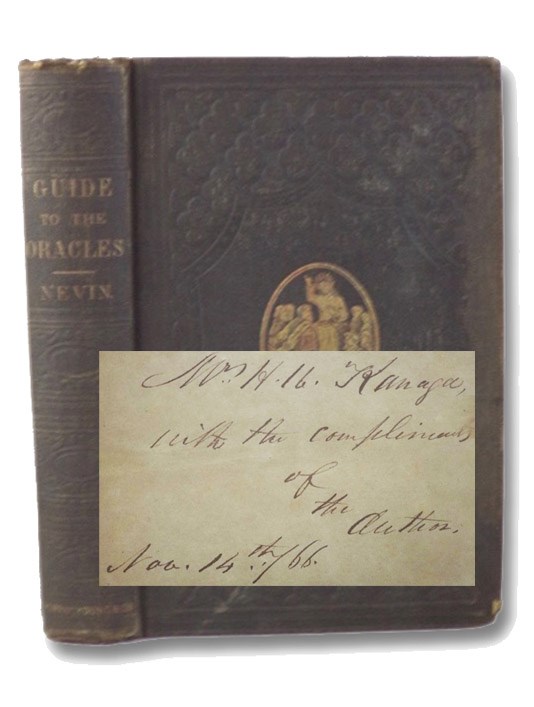 GUIDE
TO THE
ORACLES
NEVIN
Mrs. H. K. Kanaga,
with the compliments
of
the
Author.
Nov. 14th./66.